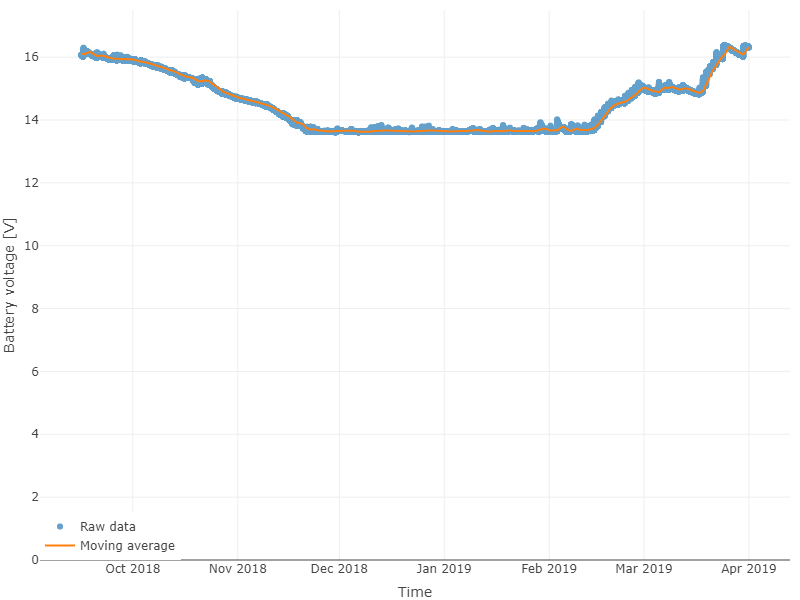 16
14
12
10
8
6
4
2
0
Battery voltage [V]
Raw data
Moving average
Oct 2018
Nov 2018
Dec 2018
Jan 2019
Feb 2019
Mar 2019
Apr 2019
Time